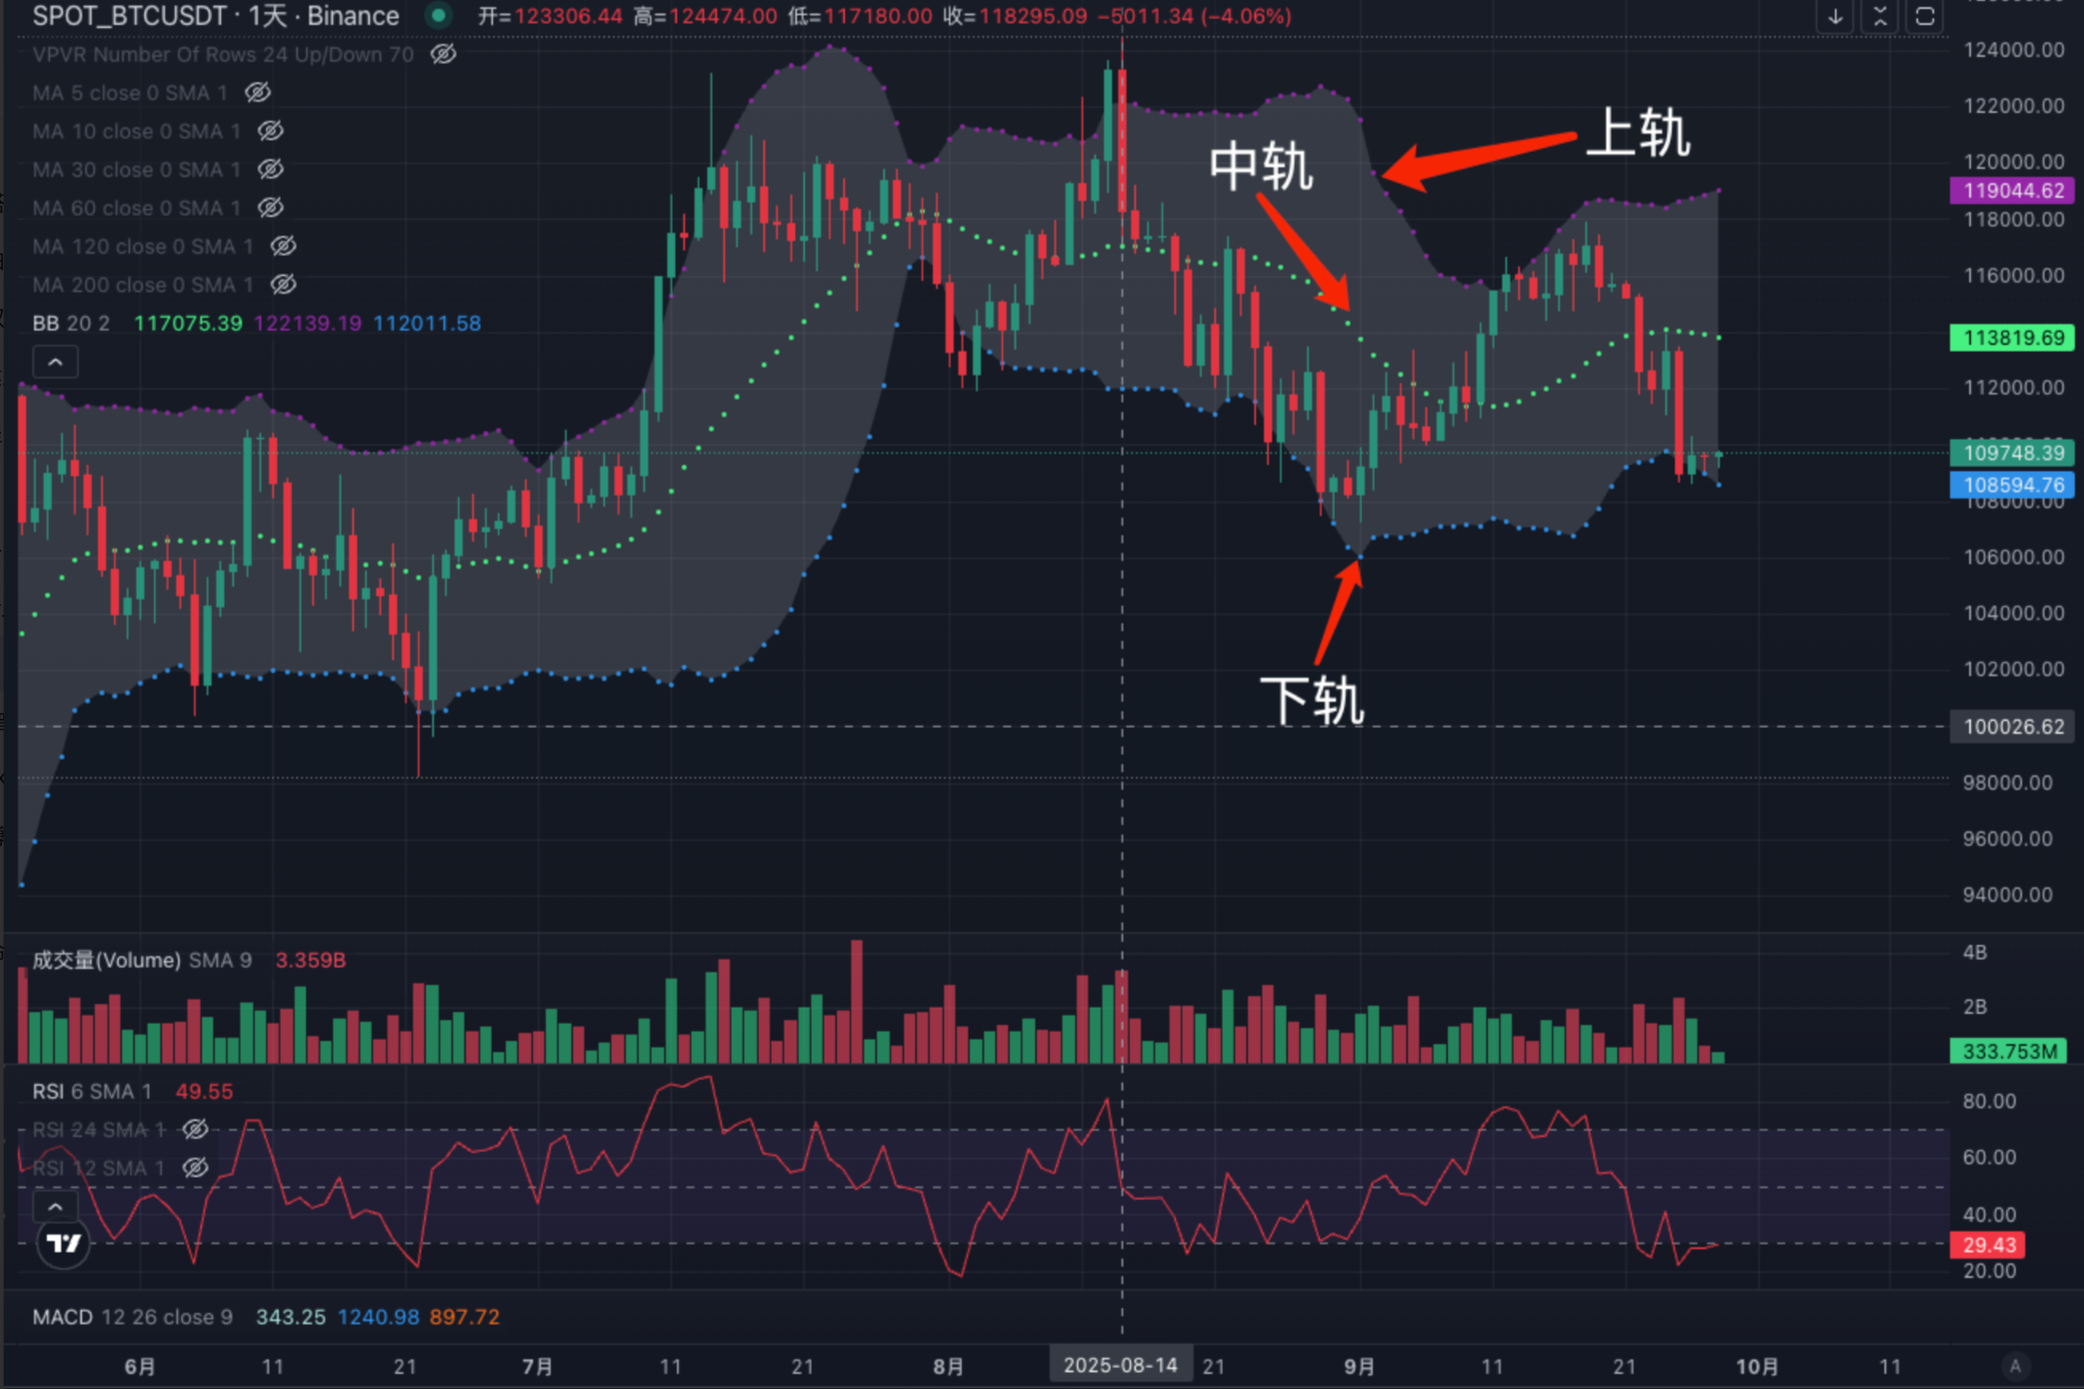 SPOT_BTCUSDT · 1天 · Binance 开=123306.44 高=124474.00 低=117180.00 收=118295.09 −5011.34 (−4.06%)
VPVR Number Of Rows 24 Up/Down 70
MA 5 close 0 SMA 1
MA 10 close 0 SMA 1
MA 30 close 0 SMA 1
MA 60 close 0 SMA 1
MA 120 close 0 SMA 1
MA 200 close 0 SMA 1
BB 20 2 117075.39 122139.19 112011.58
上轨
中轨
下轨
124000.00
122000.00
120000.00
119044.62
118000.00
116000.00
113819.69
112000.00
109748.39
108594.76
108000.00
106000.00
104000.00
102000.00
100026.62
98000.00
96000.00
94000.00
成交量(Volume) SMA 9 3.359B
4B
2B
333.753M
RSI 6 SMA 1 49.55
RSI 24 SMA 1
RSI 12 SMA 1
80.00
60.00
40.00
29.43
20.00
MACD 12 26 close 9 343.25 1240.98 897.72
6月 11 21 7月 11 21 8月 2025-08-14 21 9月 11 21 10月 11 A